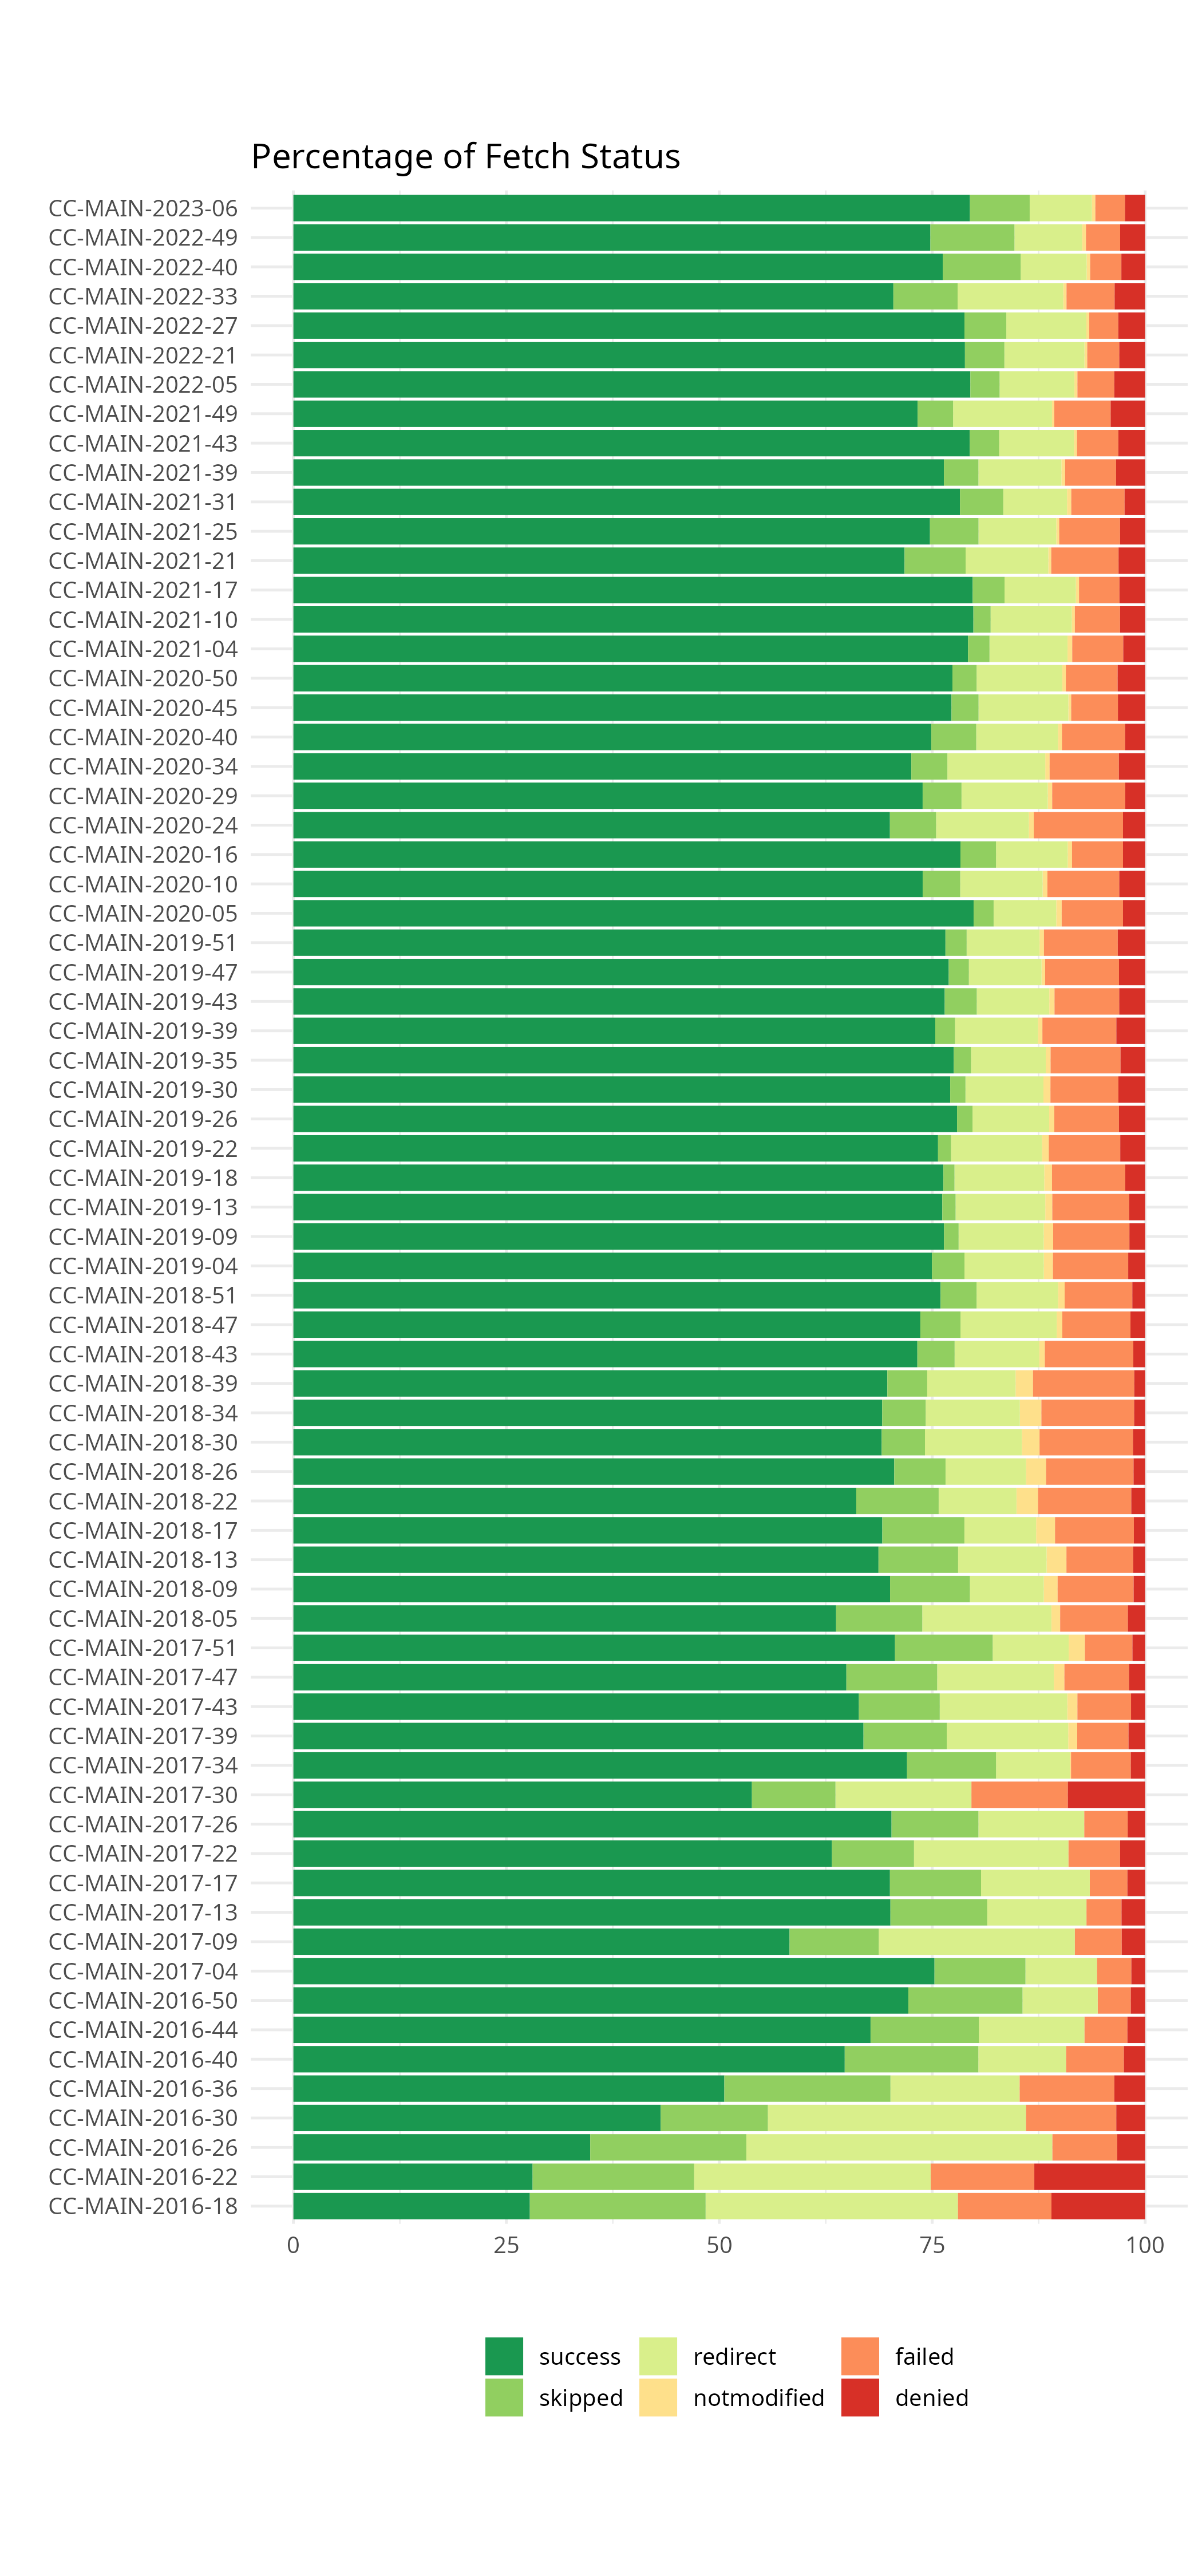 Percentage of Fetch Status
CC-MAIN-2023-06
CC-MAIN-2022-49
CC-MAIN-2022-40
CC-MAIN-2022-33
CC-MAIN-2022-27
CC-MAIN-2022-21
CC-MAIN-2022-05
CC-MAIN-2021-49
CC-MAIN-2021-43
CC-MAIN-2021-39
CC-MAIN-2021-31
CC-MAIN-2021-25
CC-MAIN-2021-21
CC-MAIN-2021-17
CC-MAIN-2021-10
CC-MAIN-2021-04
CC-MAIN-2020-50
CC-MAIN-2020-45
CC-MAIN-2020-40
CC-MAIN-2020-34
CC-MAIN-2020-29
CC-MAIN-2020-24
CC-MAIN-2020-16
CC-MAIN-2020-10
CC-MAIN-2020-05
CC-MAIN-2019-51
CC-MAIN-2019-47
CC-MAIN-2019-43
CC-MAIN-2019-39
CC-MAIN-2019-35
CC-MAIN-2019-30
CC-MAIN-2019-26
CC-MAIN-2019-22
CC-MAIN-2019-18
CC-MAIN-2019-13
CC-MAIN-2019-09
CC-MAIN-2019-04
CC-MAIN-2018-51
CC-MAIN-2018-47
CC-MAIN-2018-43
CC-MAIN-2018-39
CC-MAIN-2018-34
CC-MAIN-2018-30
CC-MAIN-2018-26
CC-MAIN-2018-22
CC-MAIN-2018-17
CC-MAIN-2018-13
CC-MAIN-2018-09
CC-MAIN-2018-05
CC-MAIN-2017-51
CC-MAIN-2017-47
CC-MAIN-2017-43
CC-MAIN-2017-39
CC-MAIN-2017-34
CC-MAIN-2017-30
CC-MAIN-2017-26
CC-MAIN-2017-22
CC-MAIN-2017-17
CC-MAIN-2017-13
CC-MAIN-2017-09
CC-MAIN-2017-04
CC-MAIN-2016-50
CC-MAIN-2016-44
CC-MAIN-2016-40
CC-MAIN-2016-36
CC-MAIN-2016-30
CC-MAIN-2016-26
CC-MAIN-2016-22
CC-MAIN-2016-18
0 25 50 75 100
success redirect failed
skipped notmodified denied